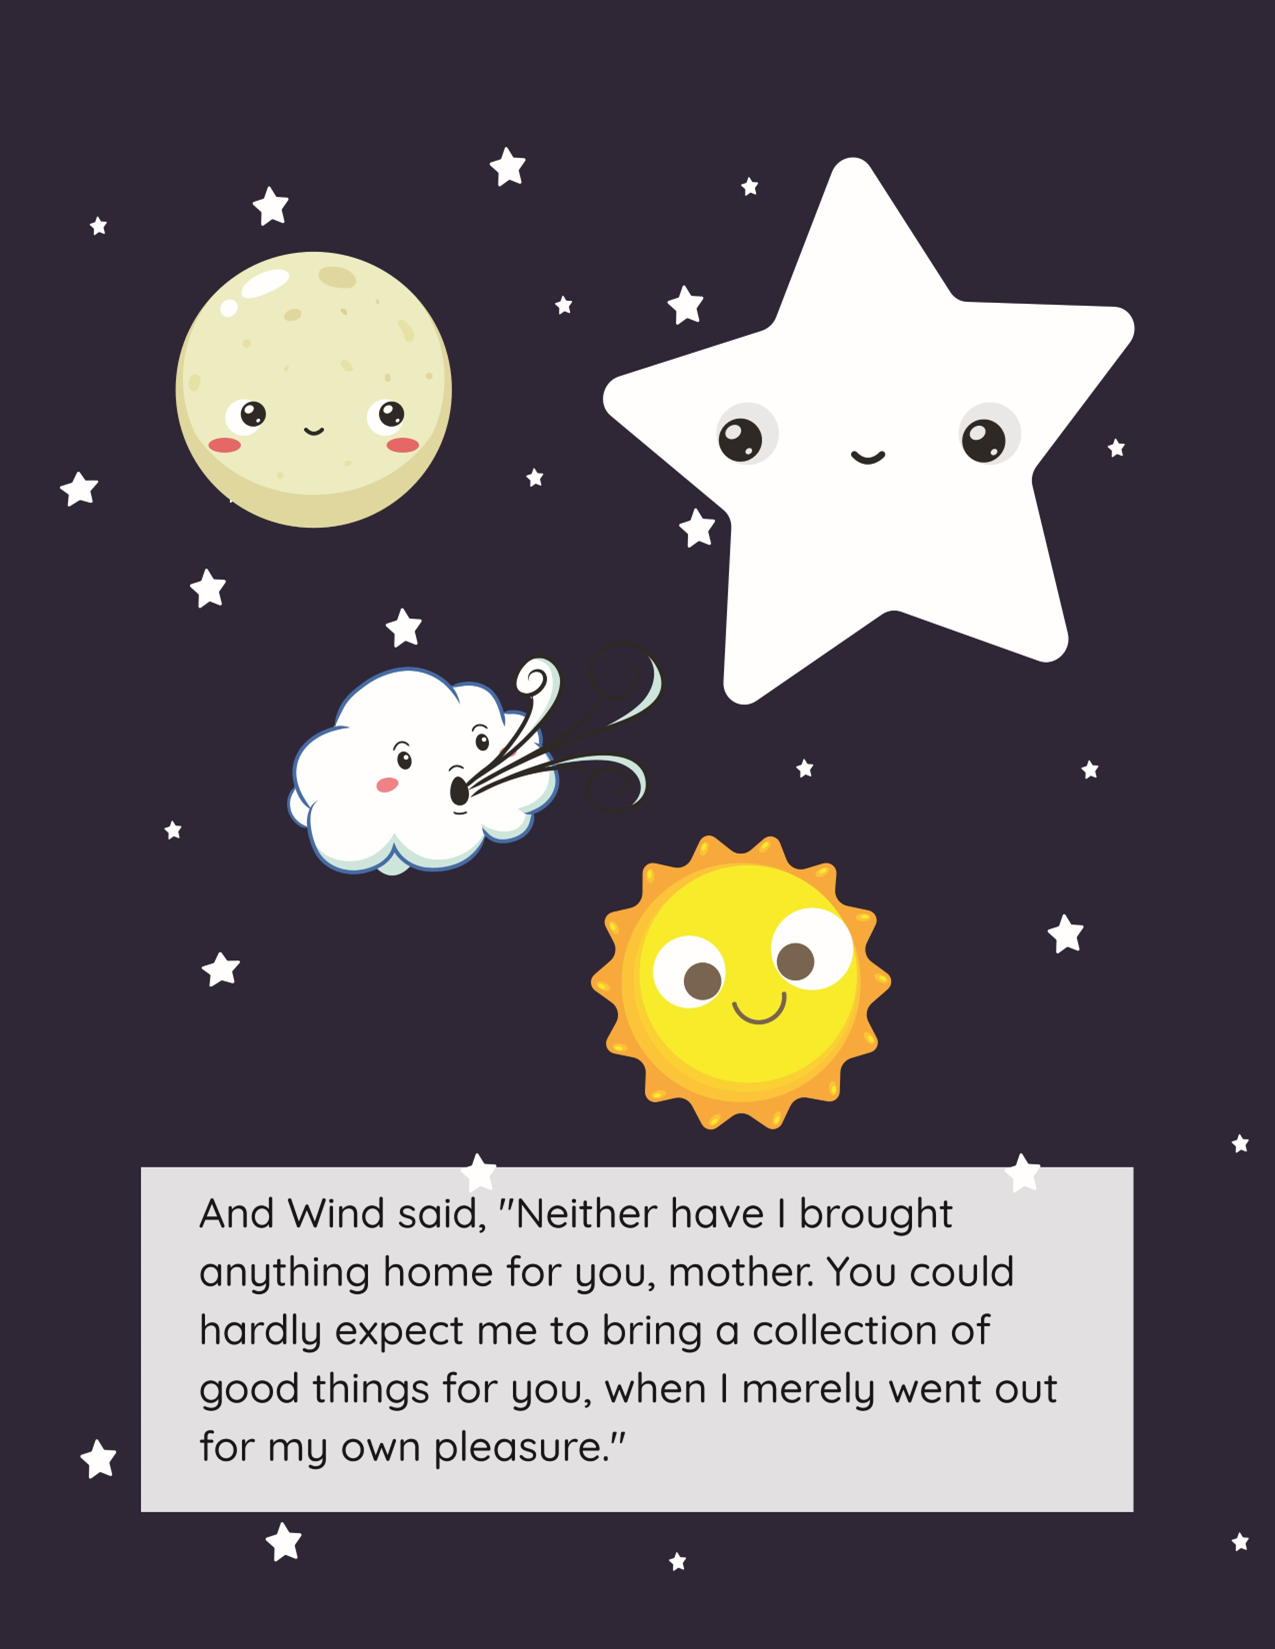 And Wind said, "Neither have I brought
anything home for you, mother. You could
hardly expect me to bring a collection of
good things for you, when I merely went out
for my own pleasure."